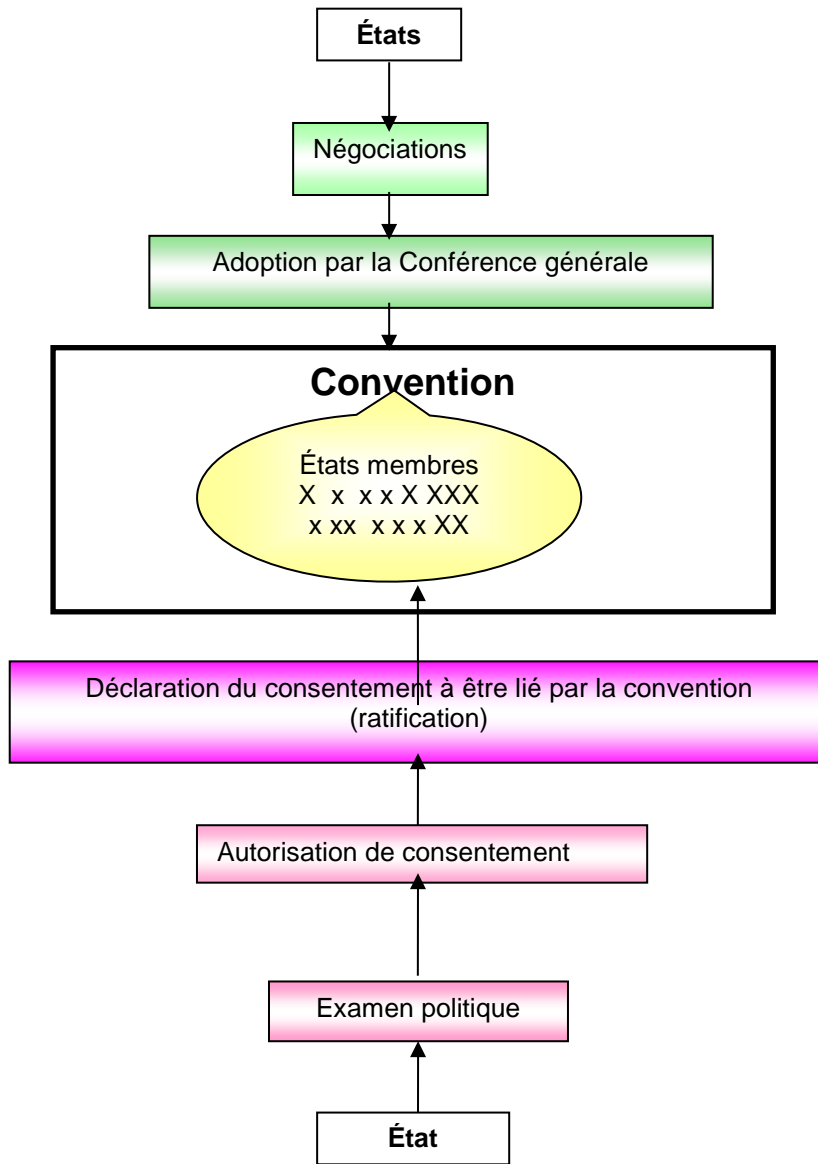 États
Négociations
Adoption par la Conférence générale
Convention
États membres
X x x x X XXX
x xx x x x XX
Déclaration du consentement à être lié par la convention
(ratification)
Autorisation de consentement
Examen politique
État